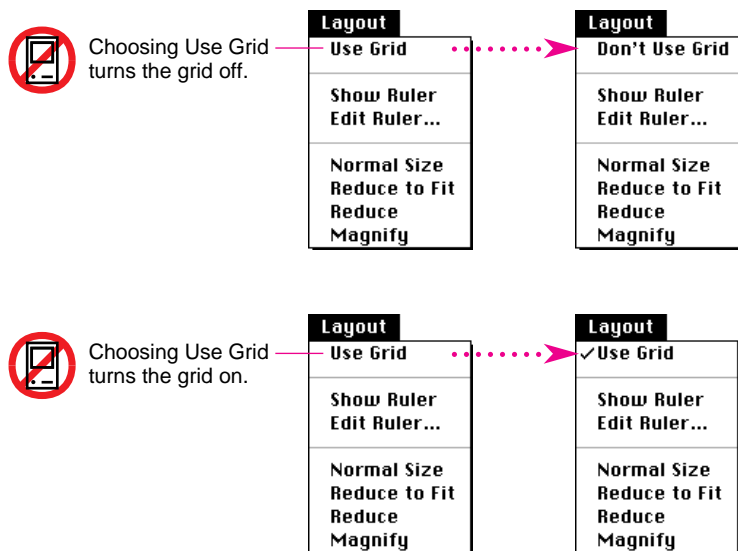 Choosing Use Grid
turns the grid off.
Layout
Use Grid
Show Ruler
Edit Ruler...
Normal Size
Reduce to Fit
Reduce
Magnify
Layout
Don't Use Grid
Show Ruler
Edit Ruler...
Normal Size
Reduce to Fit
Reduce
Magnify
Choosing Use Grid
turns the grid on.
Layout
Use Grid
Show Ruler
Edit Ruler...
Normal Size
Reduce to Fit
Reduce
Magnify
Layout
✓Use Grid
Show Ruler
Edit Ruler...
Normal Size
Reduce to Fit
Reduce
Magnify